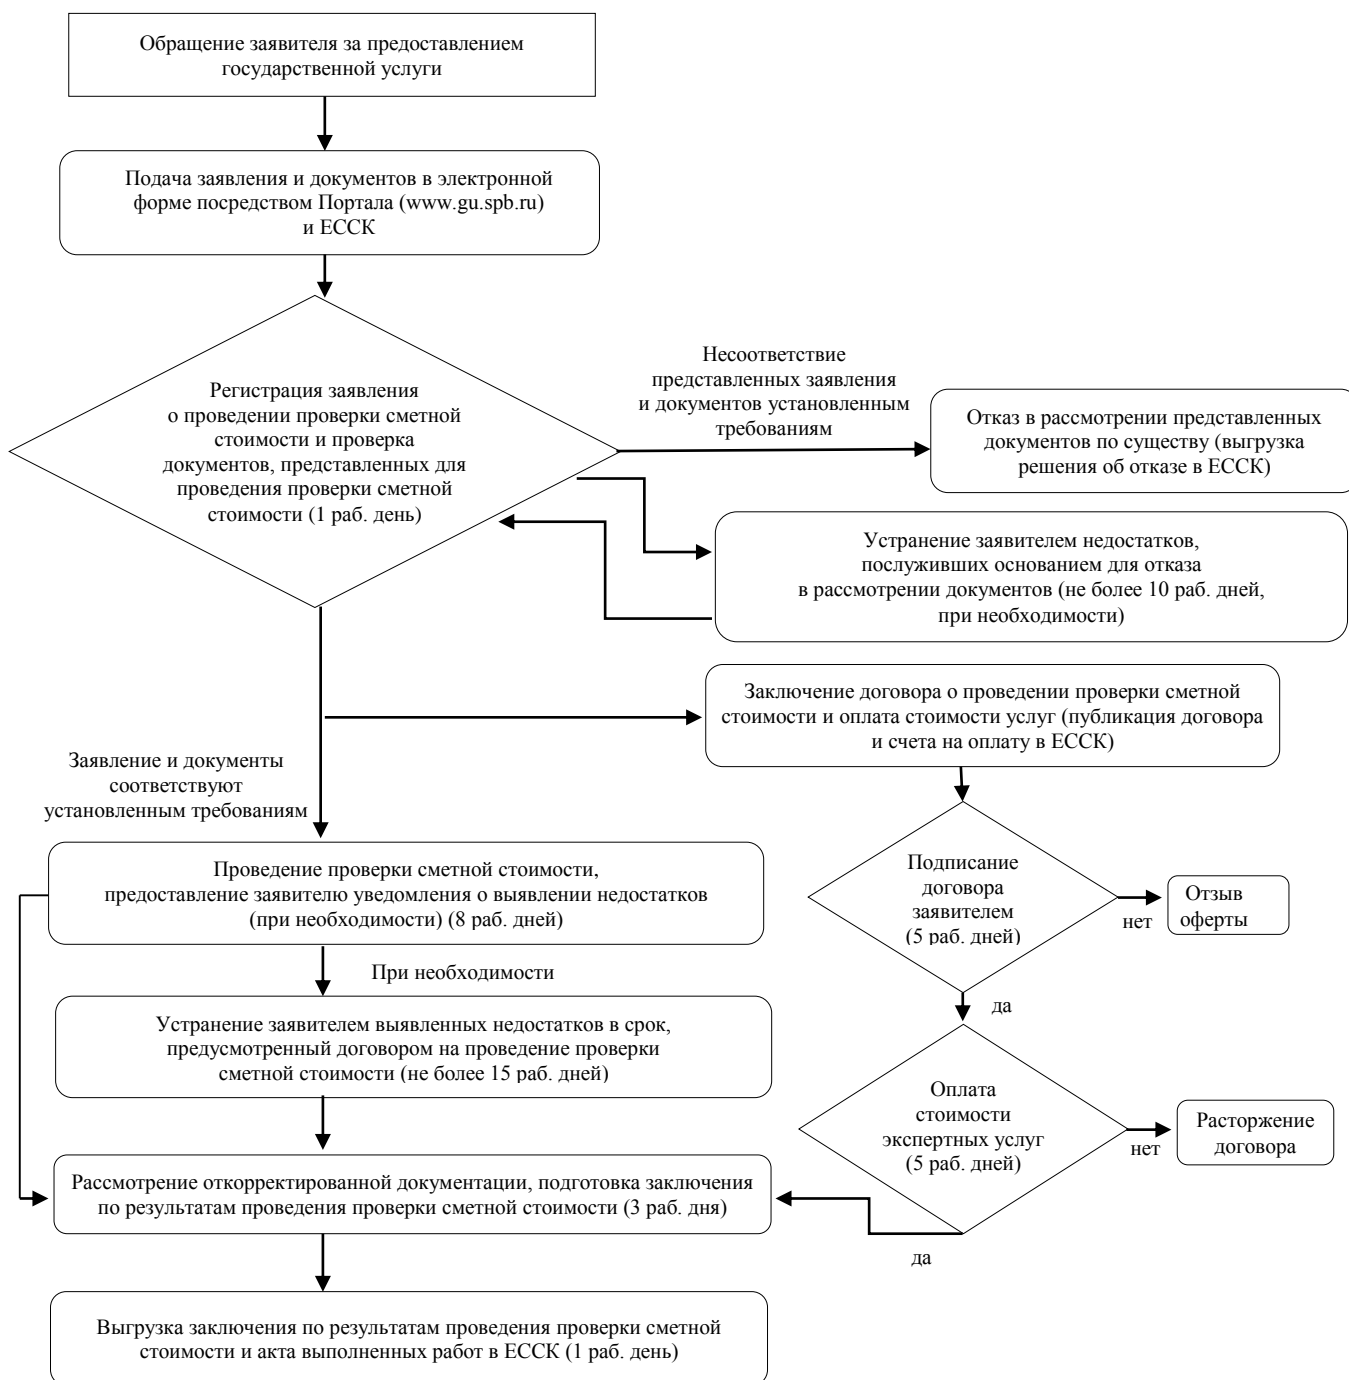 Обращение заявителя за предоставлением
государственной услуги
Подача заявления и документов в электронной
форме посредством Портала (www.gu.spb.ru)
и ЕССК
Регистрация заявления
о проведении проверки сметной
стоимости и проверка
документов, представленных для
проведения проверки сметной
стоимости (1 раб. день)
Несоответствие
представленных заявления
и документов установленным
требованиям
Отказ в рассмотрении представленных
документов по существу (выгрузка
решения об отказе в ЕССК)
Устранение заявителем недостатков,
послуживших основанием для отказа
в рассмотрении документов (не более 10 раб. дней,
при необходимости)
Заключение договора о проведении проверки сметной
стоимости и оплата стоимости услуг (публикация договора
и счета на оплату в ЕССК)
Заявление и документы
соответствуют
установленным требованиям
Проведение проверки сметной стоимости,
предоставление заявителю уведомления о выявлении недостатков
(при необходимости) (8 раб. дней)
Подписание
договора
заявителем
(5 раб. дней)
нет
Отзыв
оферты
При необходимости
да
Устранение заявителем выявленных недостатков в срок,
предусмотренный договором на проведение проверки
сметной стоимости (не более 15 раб. дней)
Оплата
стоимости
экспертных услуг
(5 раб. дней)
нет
Расторжение
договора
Рассмотрение откорректированной документации, подготовка заключения
по результатам проведения проверки сметной стоимости (3 раб. дня)
да
Выгрузка заключения по результатам проведения проверки сметной
стоимости и акта выполненных работ в ЕССК (1 раб. день)